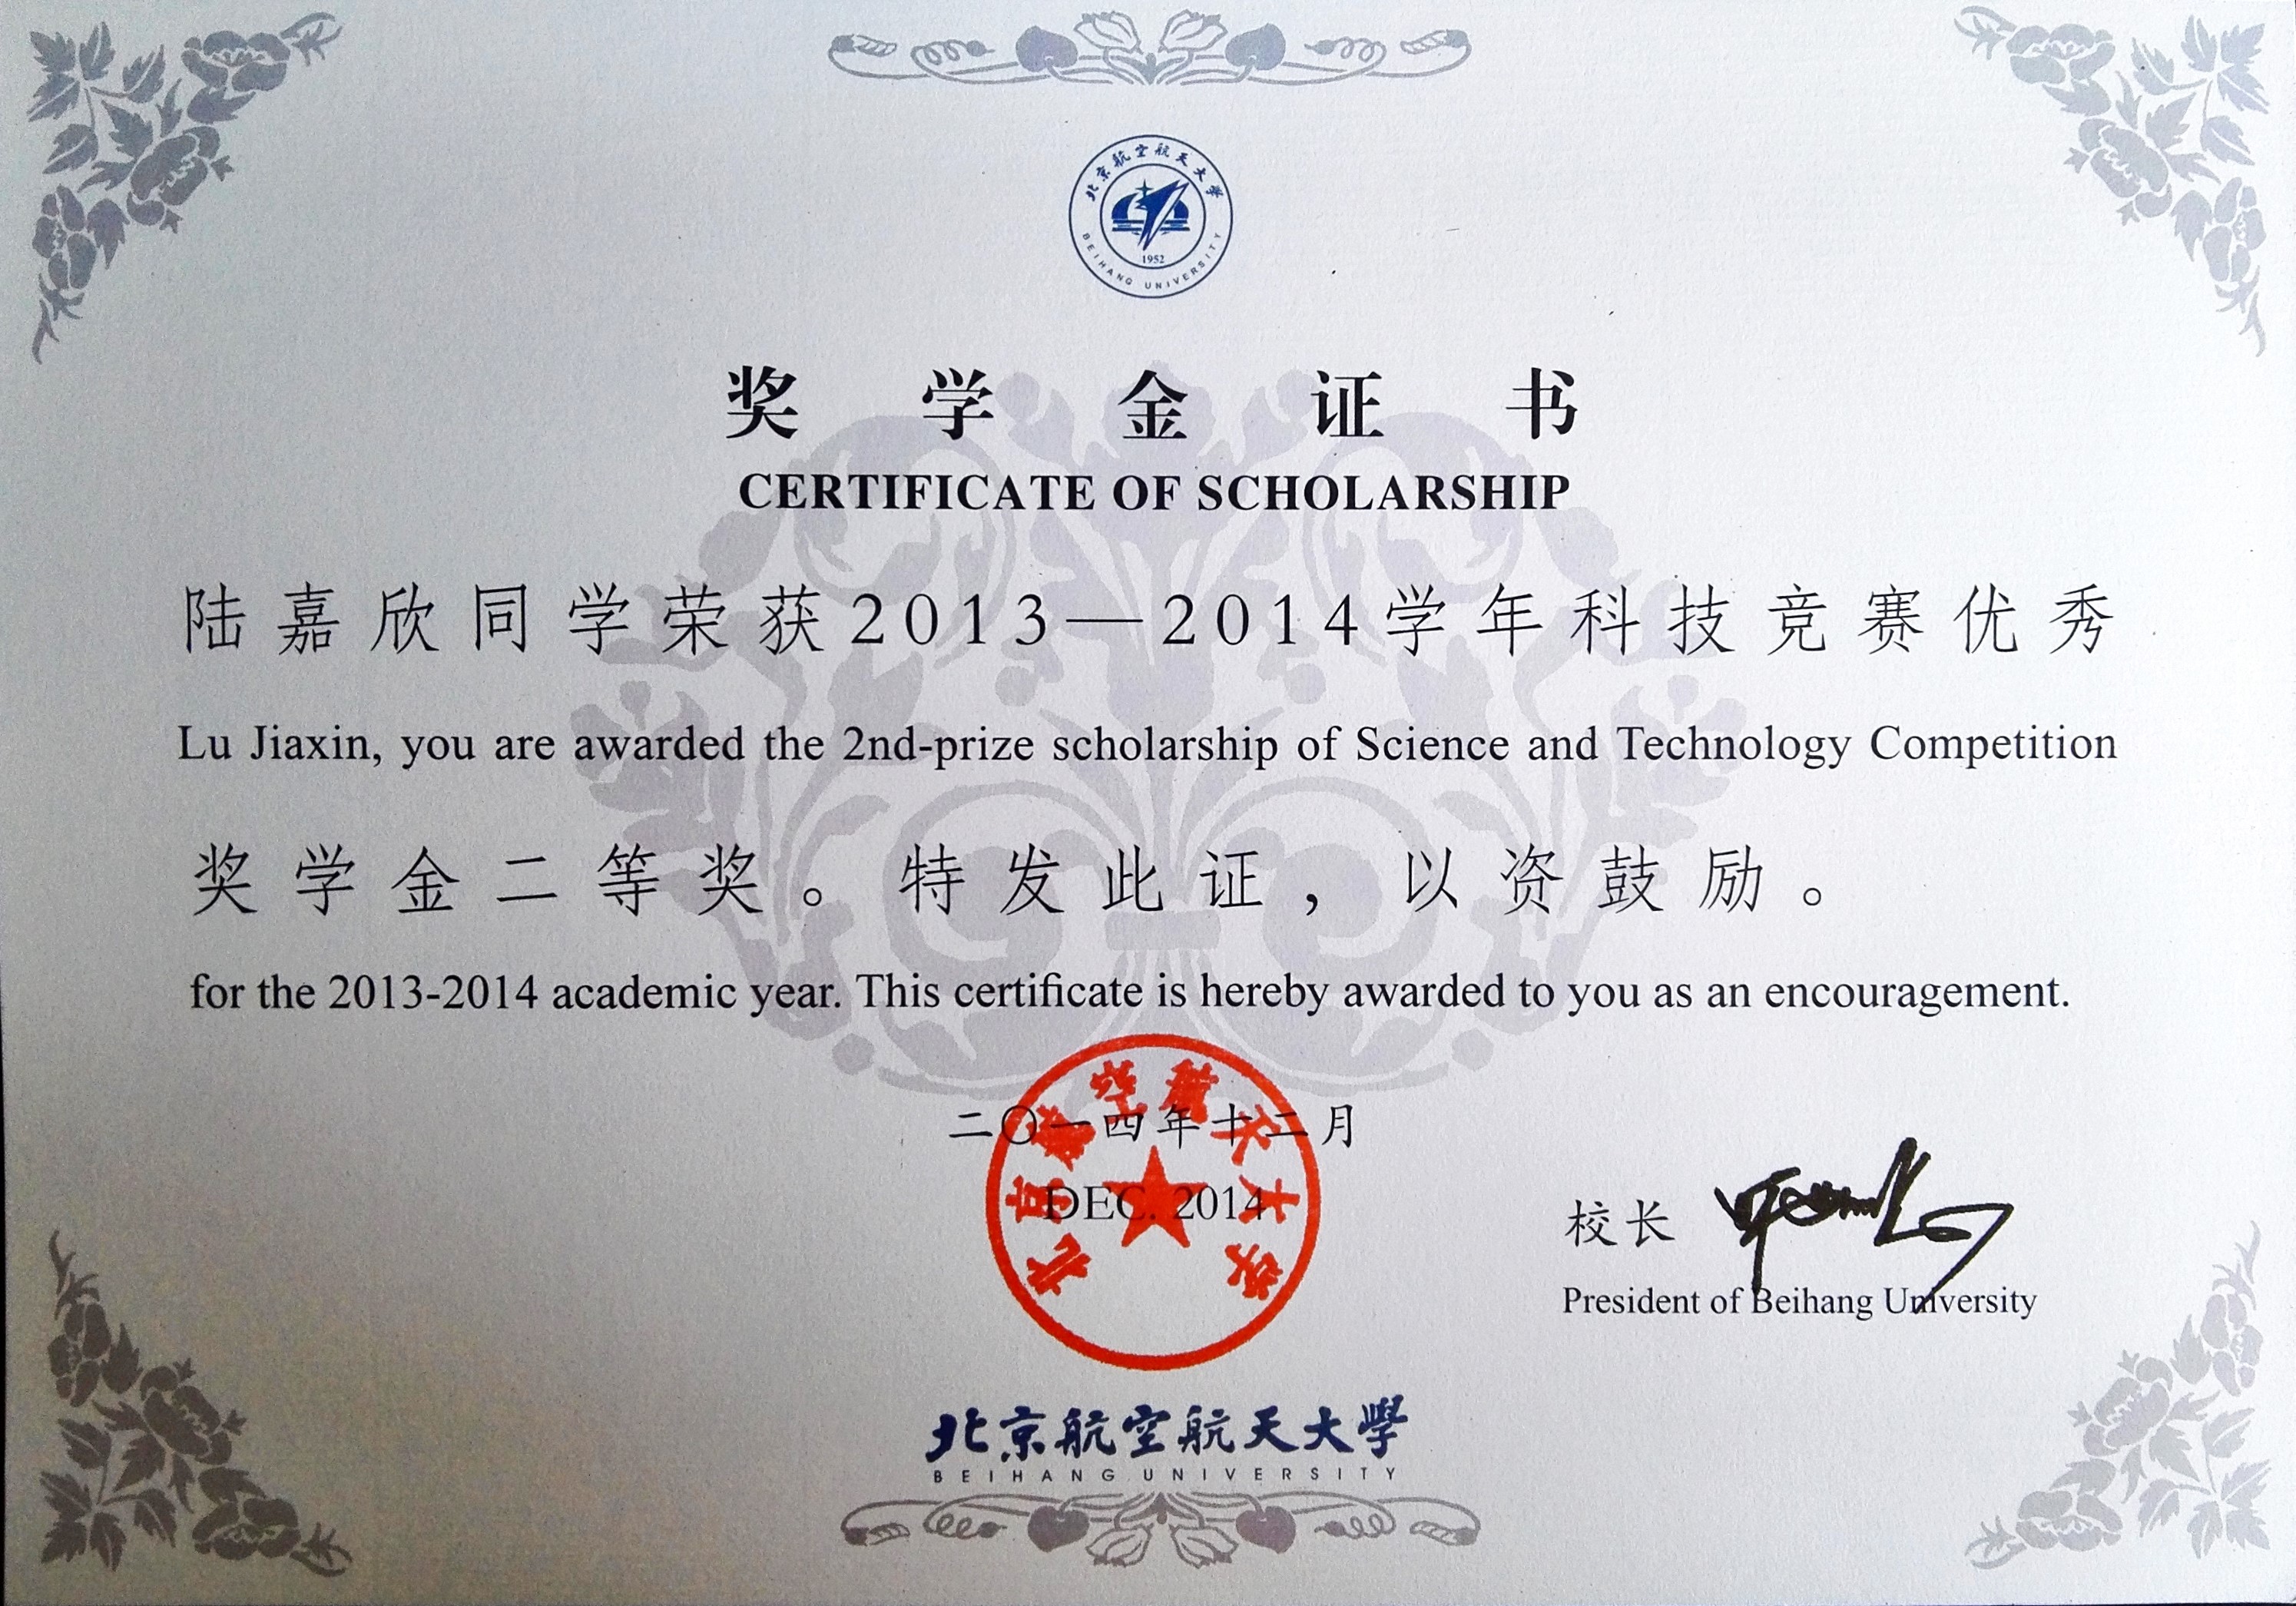 北京航空航天大学
BEIHANG UNIVERSITY
1952
奖学金证书
CERTIFICATE OF SCHOLARSHIP
陆嘉欣同学荣获2013—2014学年科技竞赛优秀
Lu Jiaxin, you are awarded the 2nd-prize scholarship of Science and Technology Competition
奖学金二等奖。特发此证，以资鼓励。
for the 2013-2014 academic year. This certificate is hereby awarded to you as an encouragement.
北京航空航天大学
二〇一四年十二月
DEC. 2014
校长
President of Beihang University
北京航空航天大學
BEIHANG UNIVERSITY